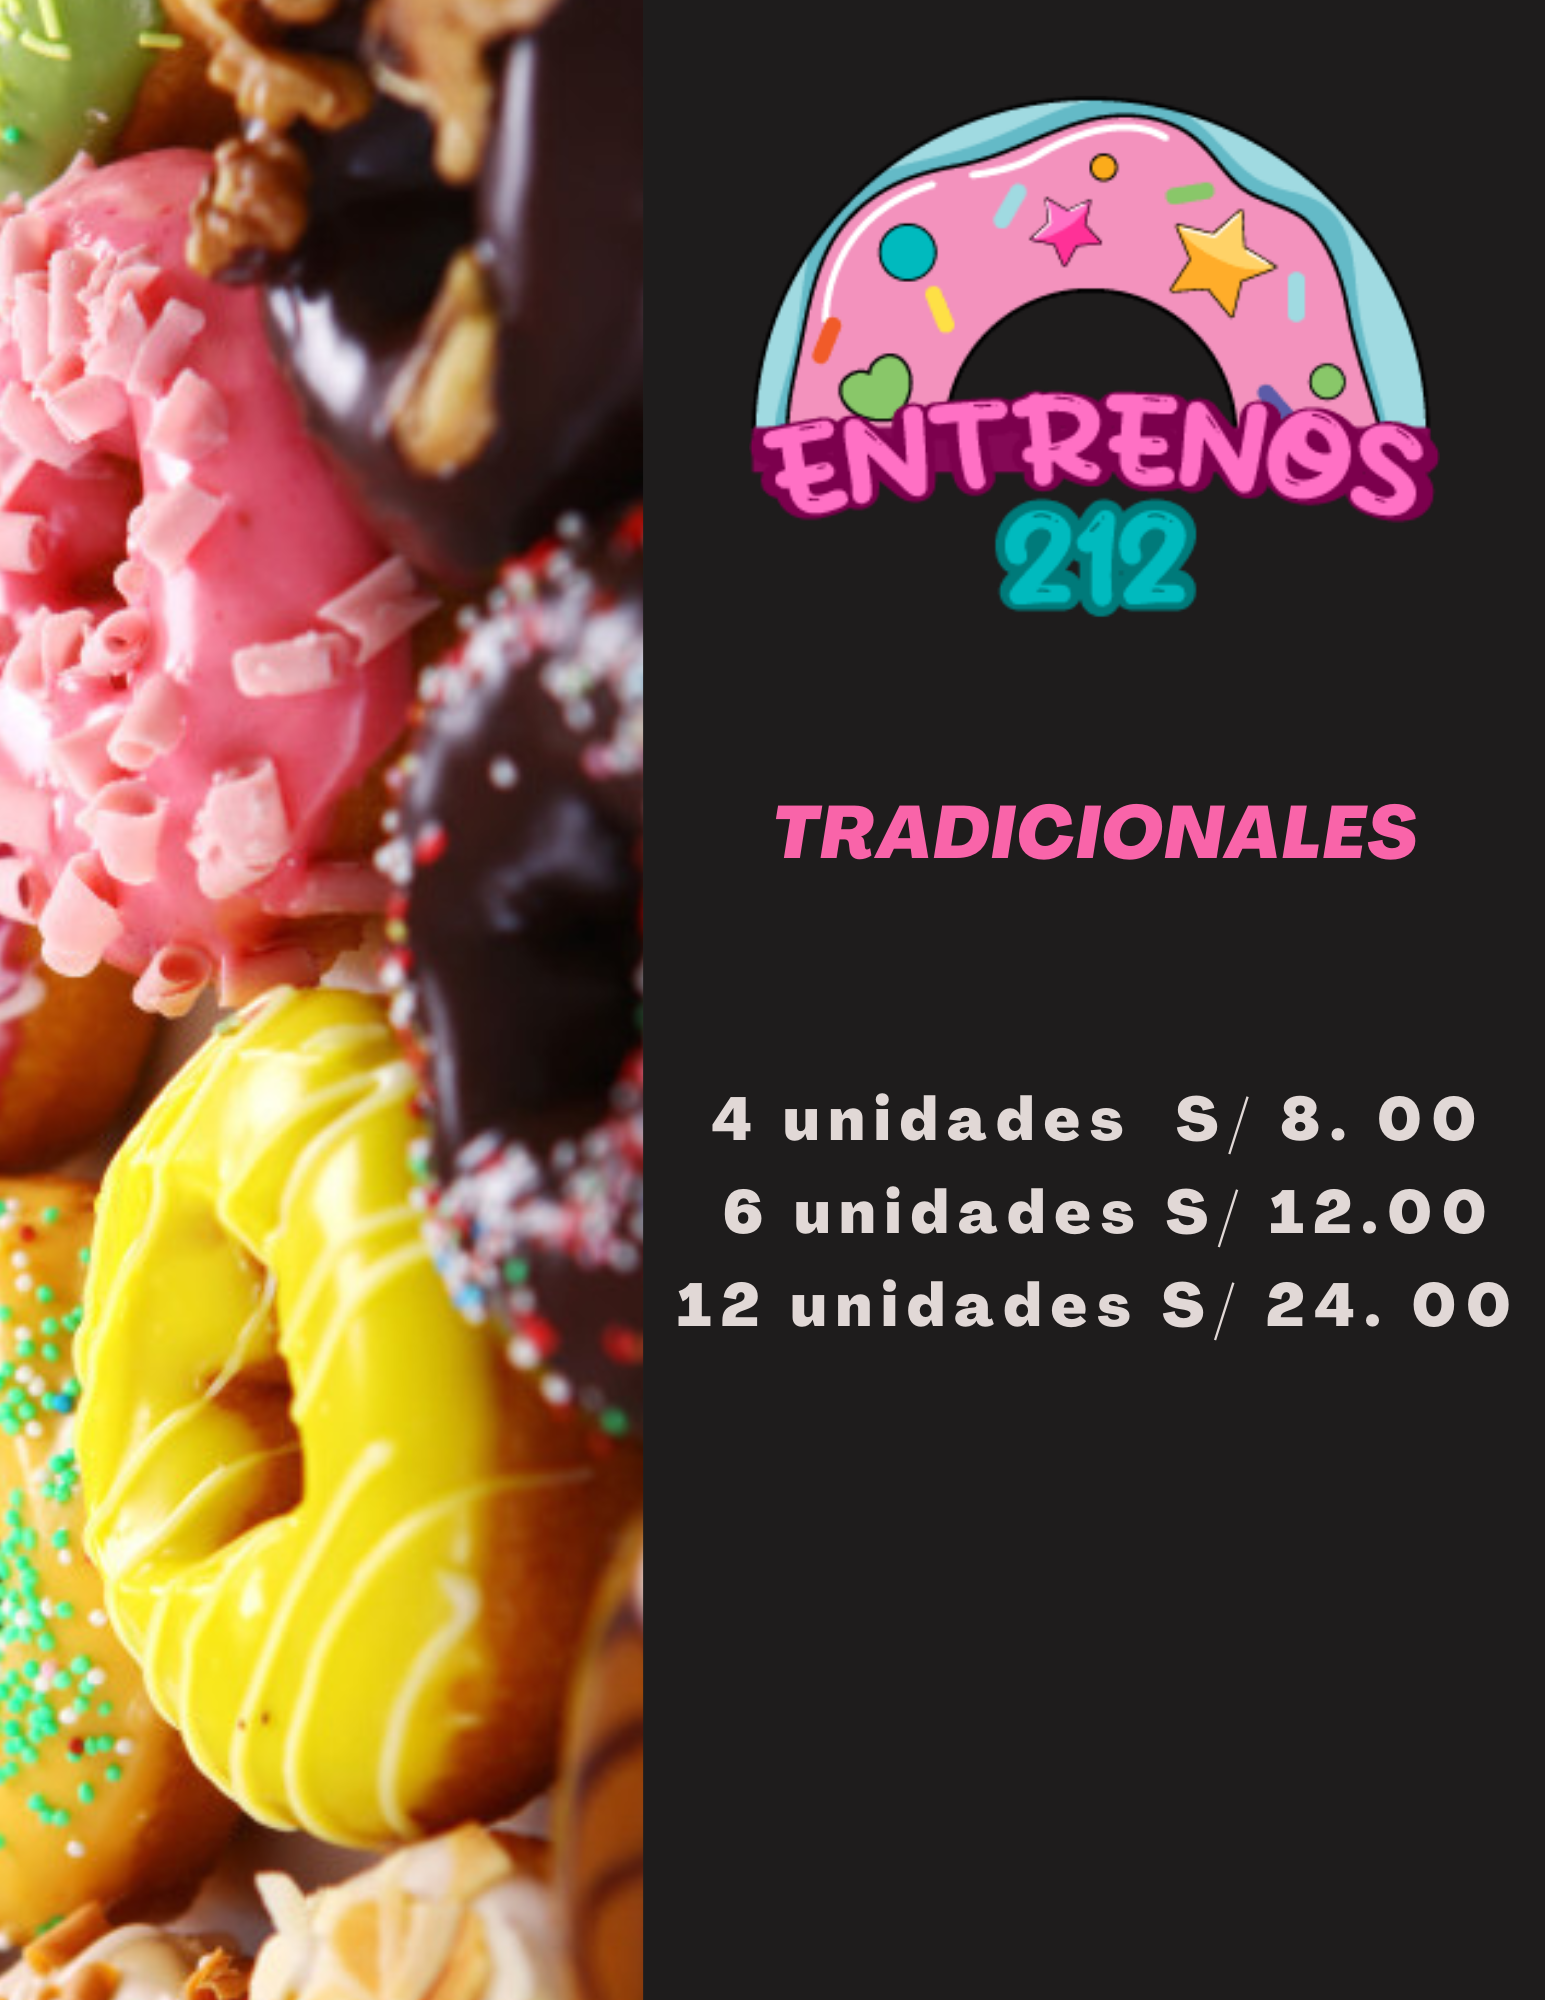 ENTRENOS
212
TRADICIONALES
4 unidades S/ 8. 00
6 unidades S/ 12.00
12 unidades S/ 24. 00